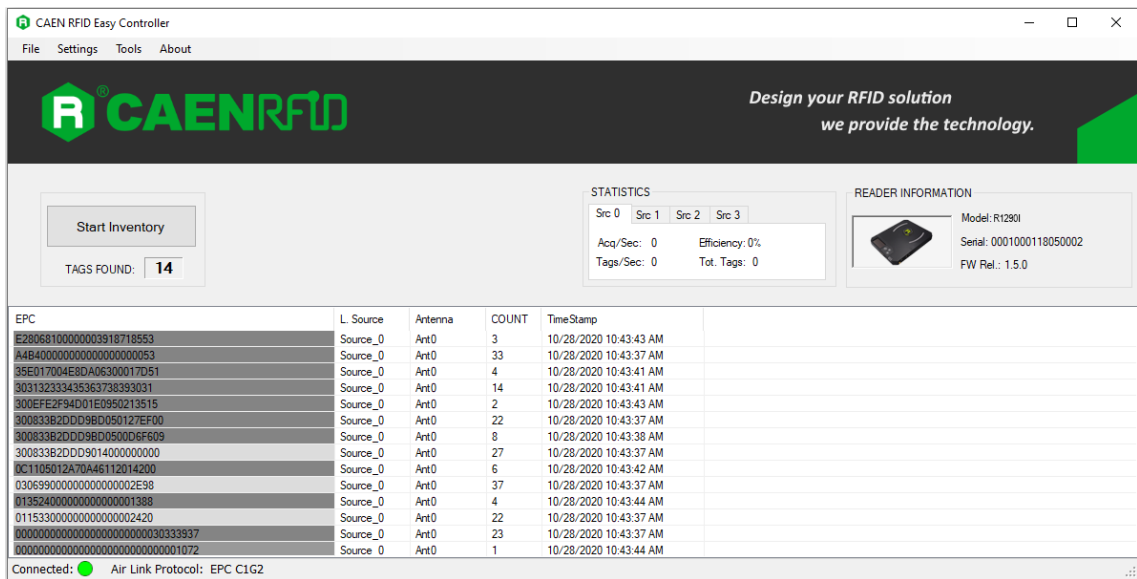 CAEN RFID Easy Controller
File Settings Tools About
R®CAENRFID
Design your RFID solution
we provide the technology.
Start Inventory
TAGS FOUND: 14
STATISTICS
Src 0 Src 1 Src 2 Src 3
Acq/Sec: 0 Efficiency: 0%
Tags/Sec: 0 Tot. Tags: 0
READER INFORMATION
Model: R1290I
Serial: 0001000118050002
FW Rel.: 1.5.0
EPC L. Source Antenna COUNT TimeStamp
E28068100000003918718553 Source_0 Ant0 3 10/28/2020 10:43:43 AM
A4B400000000000000000053 Source_0 Ant0 33 10/28/2020 10:43:37 AM
35E017004E8DA06300017D51 Source_0 Ant0 4 10/28/2020 10:43:41 AM
303132333435363738393031 Source_0 Ant0 14 10/28/2020 10:43:41 AM
300EFE2F94D01E0950213515 Source_0 Ant0 2 10/28/2020 10:43:43 AM
300833B2DDD9BD050127EF00 Source_0 Ant0 22 10/28/2020 10:43:37 AM
300833B2DDD9BD0500D6F609 Source_0 Ant0 8 10/28/2020 10:43:38 AM
300833B2DDD9014000000000 Source_0 Ant0 27 10/28/2020 10:43:37 AM
0C1105012A70A46112014200 Source_0 Ant0 6 10/28/2020 10:43:42 AM
030699000000000000002E98 Source_0 Ant0 37 10/28/2020 10:43:37 AM
013524000000000000001388 Source_0 Ant0 4 10/28/2020 10:43:44 AM
011533000000000000002420 Source_0 Ant0 22 10/28/2020 10:43:37 AM
Source_0 Ant0 23 10/28/2020 10:43:37 AM
Source_0 Ant0 1 10/28/2020 10:43:44 AM
Connected: Air Link Protocol: EPC C1G2